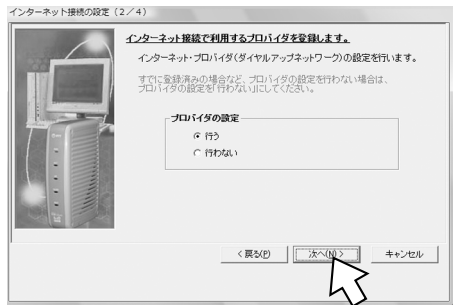 インターネット接続の設定（2／4）
インターネット接続で利用するプロバイダを登録します。
インターネット・プロバイダ（ダイヤルアップネットワーク）の設定を行います。
すでに登録済みの場合など、プロバイダの設定を行わない場合は、
プロバイダの設定を「行わない」にしてください。
プロバイダの設定
行う
行わない
< 戻る(P)
次へ(N) >
キャンセル